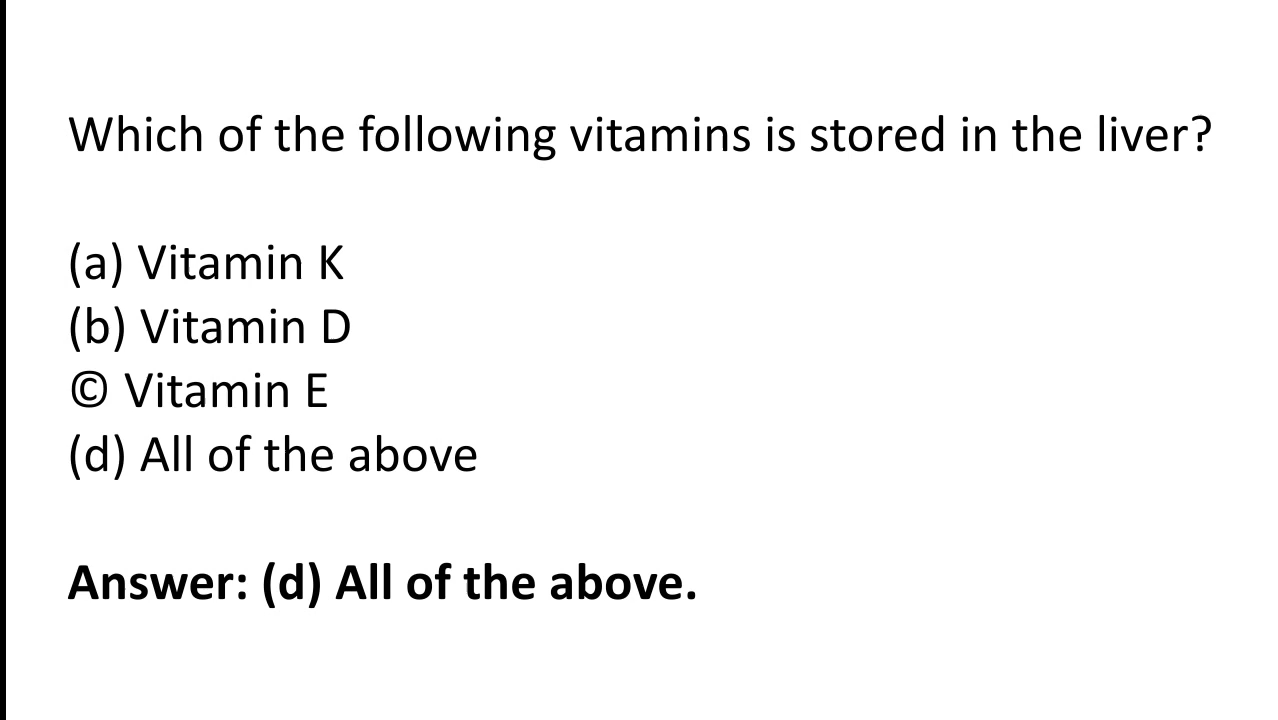 Which of the following vitamins is stored in the liver?
(a) Vitamin K
(b) Vitamin D
© Vitamin E
(d) All of the above
Answer: (d) All of the above.